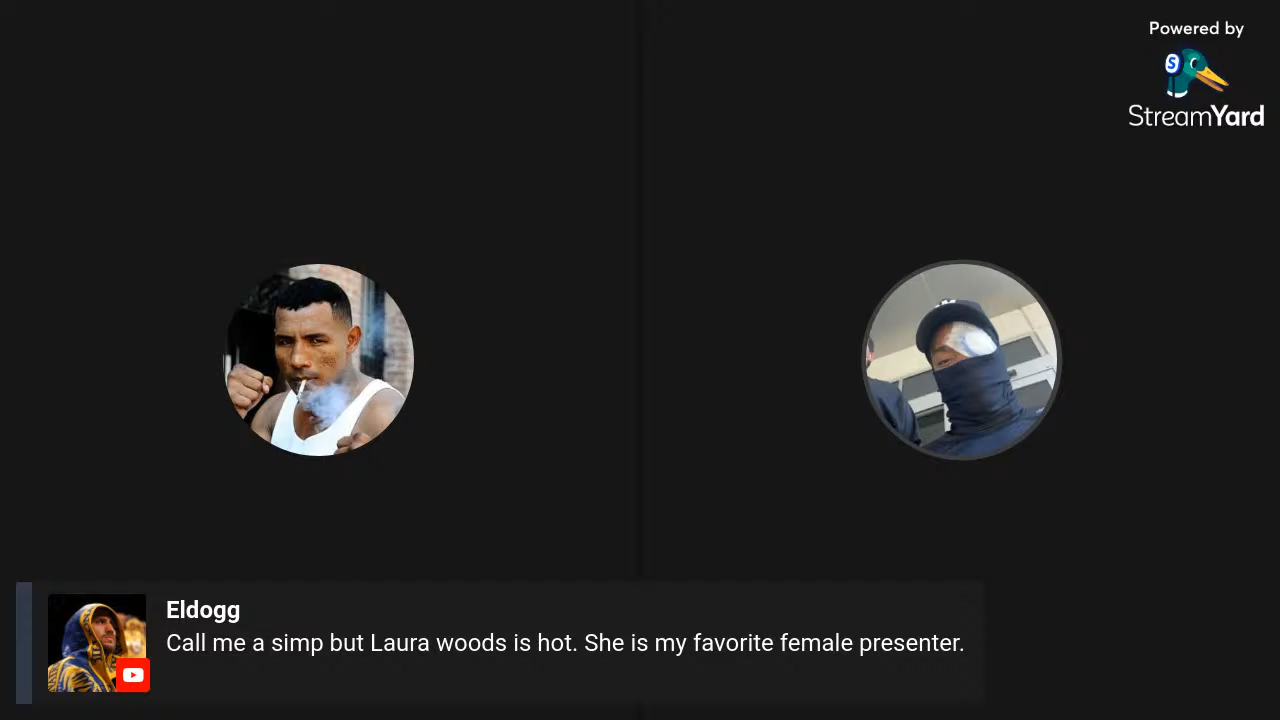 Powered by
S
StreamYard
Eldogg
Call me a simp but Laura woods is hot. She is my favorite female presenter.